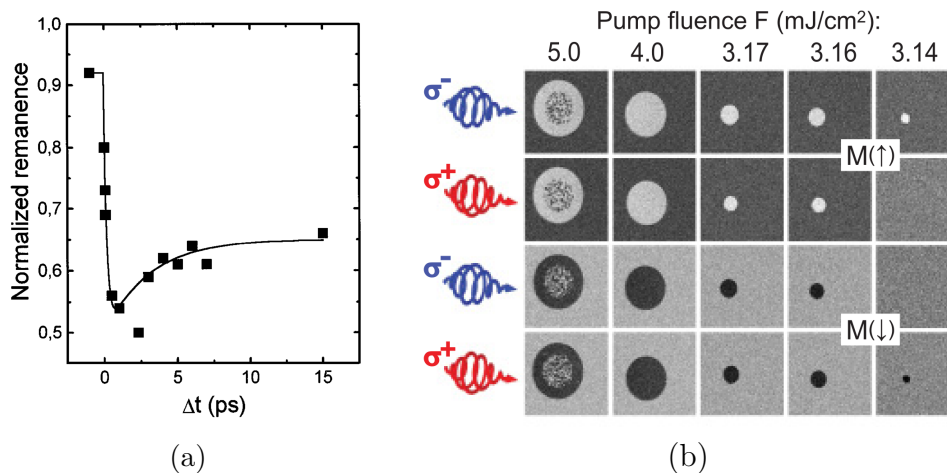 1,0
0,9
0,8
0,7
0,6
0,5
Normalized remanence
0
5
10
15
Δt (ps)
(a)
Pump fluence F (mJ/cm²):
5.0 4.0 3.17 3.16 3.14
σ⁻
M(↑)
σ⁺
σ⁻
M(↓)
σ⁺
(b)